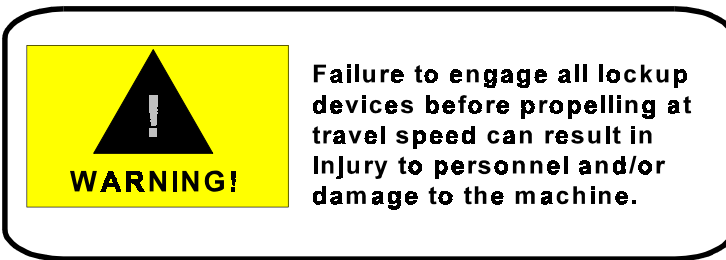 !
WARNING!
Failure to engage all lockup
devices before propelling at
travel speed can result in
Injury to personnel and/or
damage to the machine.